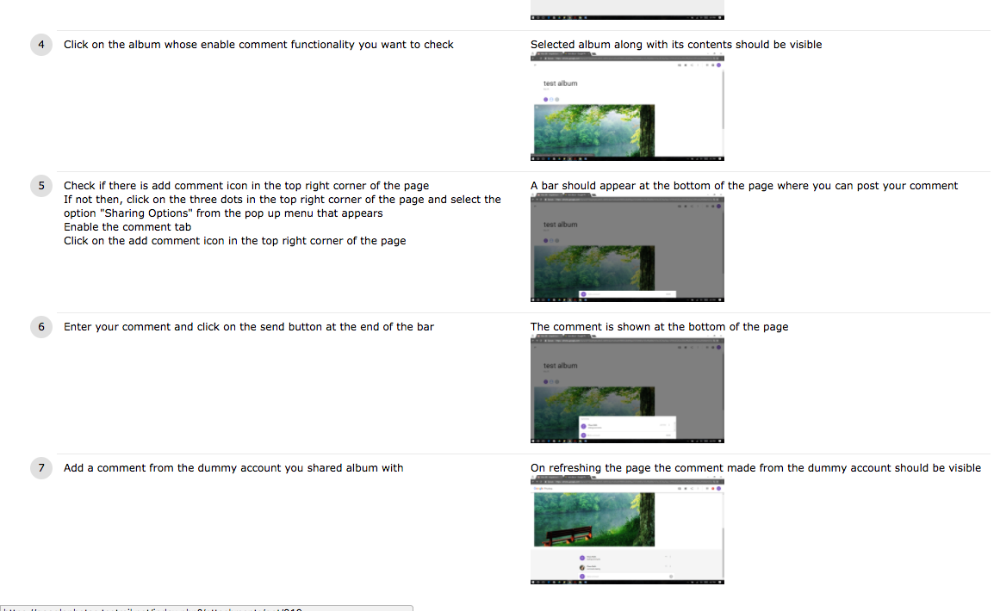 4
Click on the album whose enable comment functionality you want to check
Selected album along with its contents should be visible
test album
5
Check if there is add comment icon in the top right corner of the page
If not then, click on the three dots in the top right corner of the page and select the
option "Sharing Options" from the pop up menu that appears
Enable the comment tab
Click on the add comment icon in the top right corner of the page
A bar should appear at the bottom of the page where you can post your comment
test album
6
Enter your comment and click on the send button at the end of the bar
The comment is shown at the bottom of the page
test album
7
Add a comment from the dummy account you shared album with
On refreshing the page the comment made from the dummy account should be visible